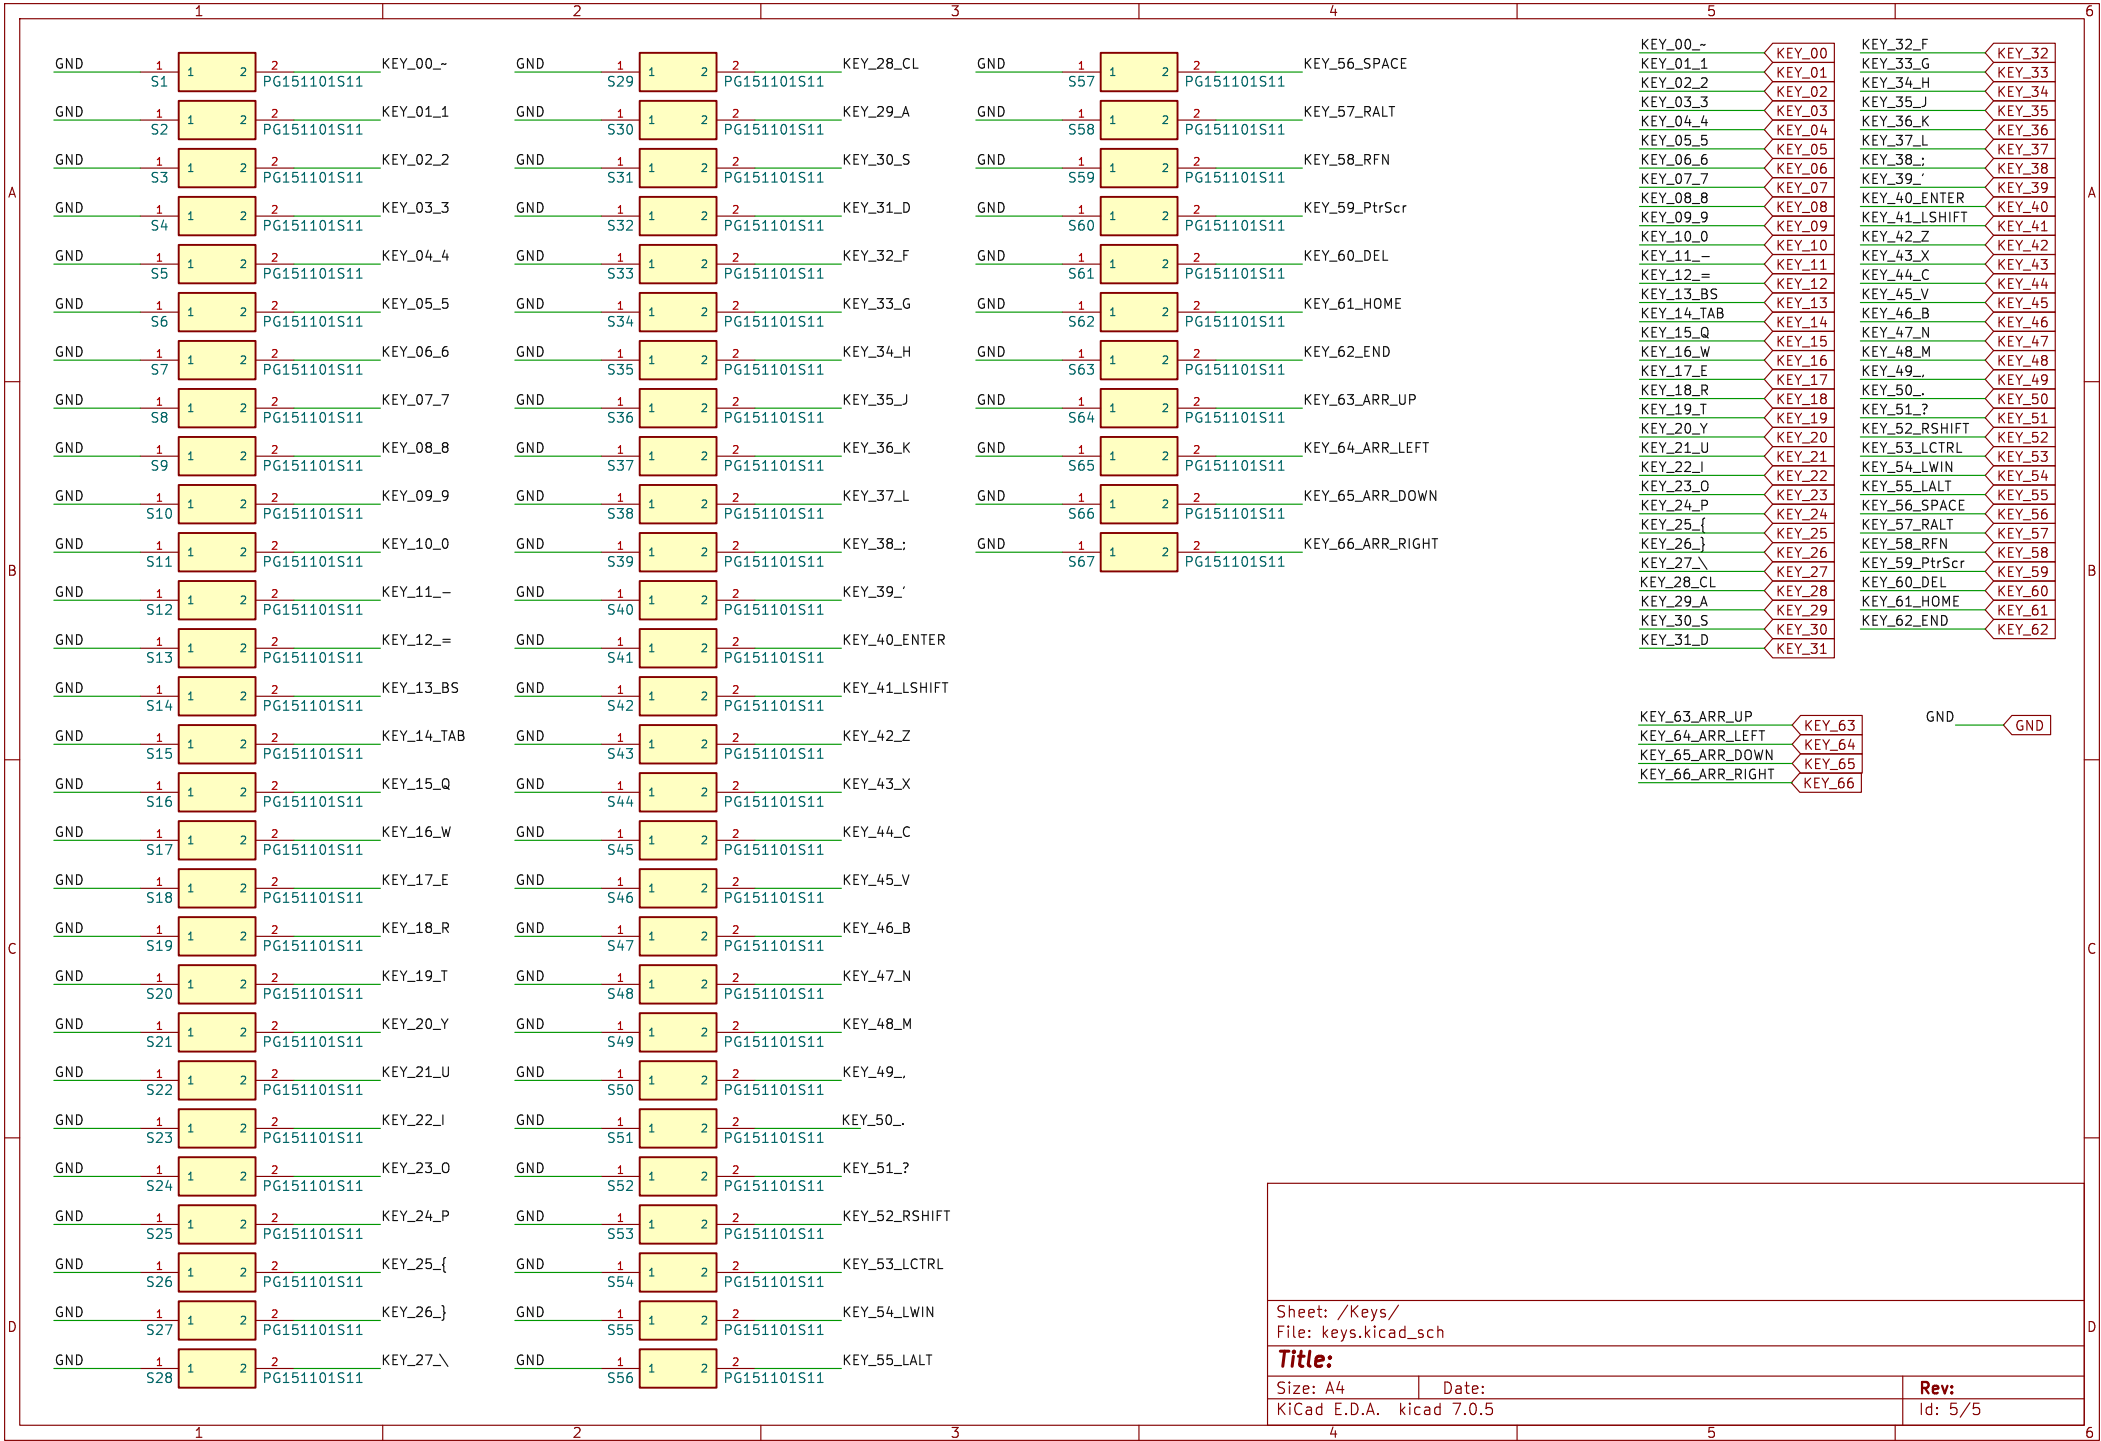 1 2 3 4 5 6
GND 1 1 2 2 KEY_00_~
S1 PG151101S11
GND 1 1 2 2 KEY_01_1
S2 PG151101S11
GND 1 1 2 2 KEY_02_2
S3 PG151101S11
GND 1 1 2 2 KEY_03_3
S4 PG151101S11
GND 1 1 2 2 KEY_04_4
S5 PG151101S11
GND 1 1 2 2 KEY_05_5
S6 PG151101S11
GND 1 1 2 2 KEY_06_6
S7 PG151101S11
GND 1 1 2 2 KEY_07_7
S8 PG151101S11
GND 1 1 2 2 KEY_08_8
S9 PG151101S11
GND 1 1 2 2 KEY_09_9
S10 PG151101S11
GND 1 1 2 2 KEY_10_0
S11 PG151101S11
GND 1 1 2 2 KEY_11_-
S12 PG151101S11
GND 1 1 2 2 KEY_12_=
S13 PG151101S11
GND 1 1 2 2 KEY_13_BS
S14 PG151101S11
GND 1 1 2 2 KEY_14_TAB
S15 PG151101S11
GND 1 1 2 2 KEY_15_Q
S16 PG151101S11
GND 1 1 2 2 KEY_16_W
S17 PG151101S11
GND 1 1 2 2 KEY_17_E
S18 PG151101S11
GND 1 1 2 2 KEY_18_R
S19 PG151101S11
GND 1 1 2 2 KEY_19_T
S20 PG151101S11
GND 1 1 2 2 KEY_20_Y
S21 PG151101S11
GND 1 1 2 2 KEY_21_U
S22 PG151101S11
GND 1 1 2 2 KEY_22_I
S23 PG151101S11
GND 1 1 2 2 KEY_23_O
S24 PG151101S11
GND 1 1 2 2 KEY_24_P
S25 PG151101S11
GND 1 1 2 2 KEY_25_{
S26 PG151101S11
GND 1 1 2 2 KEY_26_}
S27 PG151101S11
GND 1 1 2 2 KEY_27_\
S28 PG151101S11
GND 1 1 2 2 KEY_28_CL
S29 PG151101S11
GND 1 1 2 2 KEY_29_A
S30 PG151101S11
GND 1 1 2 2 KEY_30_S
S31 PG151101S11
GND 1 1 2 2 KEY_31_D
S32 PG151101S11
GND 1 1 2 2 KEY_32_F
S33 PG151101S11
GND 1 1 2 2 KEY_33_G
S34 PG151101S11
GND 1 1 2 2 KEY_34_H
S35 PG151101S11
GND 1 1 2 2 KEY_35_J
S36 PG151101S11
GND 1 1 2 2 KEY_36_K
S37 PG151101S11
GND 1 1 2 2 KEY_37_L
S38 PG151101S11
GND 1 1 2 2 KEY_38_;
S39 PG151101S11
GND 1 1 2 2 KEY_39_'
S40 PG151101S11
GND 1 1 2 2 KEY_40_ENTER
S41 PG151101S11
GND 1 1 2 2 KEY_41_LSHIFT
S42 PG151101S11
GND 1 1 2 2 KEY_42_Z
S43 PG151101S11
GND 1 1 2 2 KEY_43_X
S44 PG151101S11
GND 1 1 2 2 KEY_44_C
S45 PG151101S11
GND 1 1 2 2 KEY_45_V
S46 PG151101S11
GND 1 1 2 2 KEY_46_B
S47 PG151101S11
GND 1 1 2 2 KEY_47_N
S48 PG151101S11
GND 1 1 2 2 KEY_48_M
S49 PG151101S11
GND 1 1 2 2 KEY_49_,
S50 PG151101S11
GND 1 1 2 2 KEY_50_.
S51 PG151101S11
GND 1 1 2 2 KEY_51_?
S52 PG151101S11
GND 1 1 2 2 KEY_52_RSHIFT
S53 PG151101S11
GND 1 1 2 2 KEY_53_LCTRL
S54 PG151101S11
GND 1 1 2 2 KEY_54_LWIN
S55 PG151101S11
GND 1 1 2 2 KEY_55_LALT
S56 PG151101S11
GND 1 1 2 2 KEY_56_SPACE
S57 PG151101S11
GND 1 1 2 2 KEY_57_RALT
S58 PG151101S11
GND 1 1 2 2 KEY_58_RFN
S59 PG151101S11
GND 1 1 2 2 KEY_59_PtrScr
S60 PG151101S11
GND 1 1 2 2 KEY_60_DEL
S61 PG151101S11
GND 1 1 2 2 KEY_61_HOME
S62 PG151101S11
GND 1 1 2 2 KEY_62_END
S63 PG151101S11
GND 1 1 2 2 KEY_63_ARR_UP
S64 PG151101S11
GND 1 1 2 2 KEY_64_ARR_LEFT
S65 PG151101S11
GND 1 1 2 2 KEY_65_ARR_DOWN
S66 PG151101S11
GND 1 1 2 2 KEY_66_ARR_RIGHT
S67 PG151101S11
KEY_00_~ KEY_00
KEY_01_1 KEY_01
KEY_02_2 KEY_02
KEY_03_3 KEY_03
KEY_04_4 KEY_04
KEY_05_5 KEY_05
KEY_06_6 KEY_06
KEY_07_7 KEY_07
KEY_08_8 KEY_08
KEY_09_9 KEY_09
KEY_10_0 KEY_10
KEY_11_- KEY_11
KEY_12_= KEY_12
KEY_13_BS KEY_13
KEY_14_TAB KEY_14
KEY_15_Q KEY_15
KEY_16_W KEY_16
KEY_17_E KEY_17
KEY_18_R KEY_18
KEY_19_T KEY_19
KEY_20_Y KEY_20
KEY_21_U KEY_21
KEY_22_I KEY_22
KEY_23_O KEY_23
KEY_24_P KEY_24
KEY_25_{ KEY_25
KEY_26_} KEY_26
KEY_27_\ KEY_27
KEY_28_CL KEY_28
KEY_29_A KEY_29
KEY_30_S KEY_30
KEY_31_D KEY_31
KEY_32_F KEY_32
KEY_33_G KEY_33
KEY_34_H KEY_34
KEY_35_J KEY_35
KEY_36_K KEY_36
KEY_37_L KEY_37
KEY_38_; KEY_38
KEY_39_' KEY_39
KEY_40_ENTER KEY_40
KEY_41_LSHIFT KEY_41
KEY_42_Z KEY_42
KEY_43_X KEY_43
KEY_44_C KEY_44
KEY_45_V KEY_45
KEY_46_B KEY_46
KEY_47_N KEY_47
KEY_48_M KEY_48
KEY_49_, KEY_49
KEY_50_. KEY_50
KEY_51_? KEY_51
KEY_52_RSHIFT KEY_52
KEY_53_LCTRL KEY_53
KEY_54_LWIN KEY_54
KEY_55_LALT KEY_55
KEY_56_SPACE KEY_56
KEY_57_RALT KEY_57
KEY_58_RFN KEY_58
KEY_59_PtrScr KEY_59
KEY_60_DEL KEY_60
KEY_61_HOME KEY_61
KEY_62_END KEY_62
KEY_63_ARR_UP KEY_63
KEY_64_ARR_LEFT KEY_64
KEY_65_ARR_DOWN KEY_65
KEY_66_ARR_RIGHT KEY_66
GND GND
A A
B B
C C
D D
Sheet: /Keys/
File: keys.kicad_sch
Title:
Size: A4 Date: Rev:
KiCad E.D.A. kicad 7.0.5 Id: 5/5
1 2 3 4 5 6